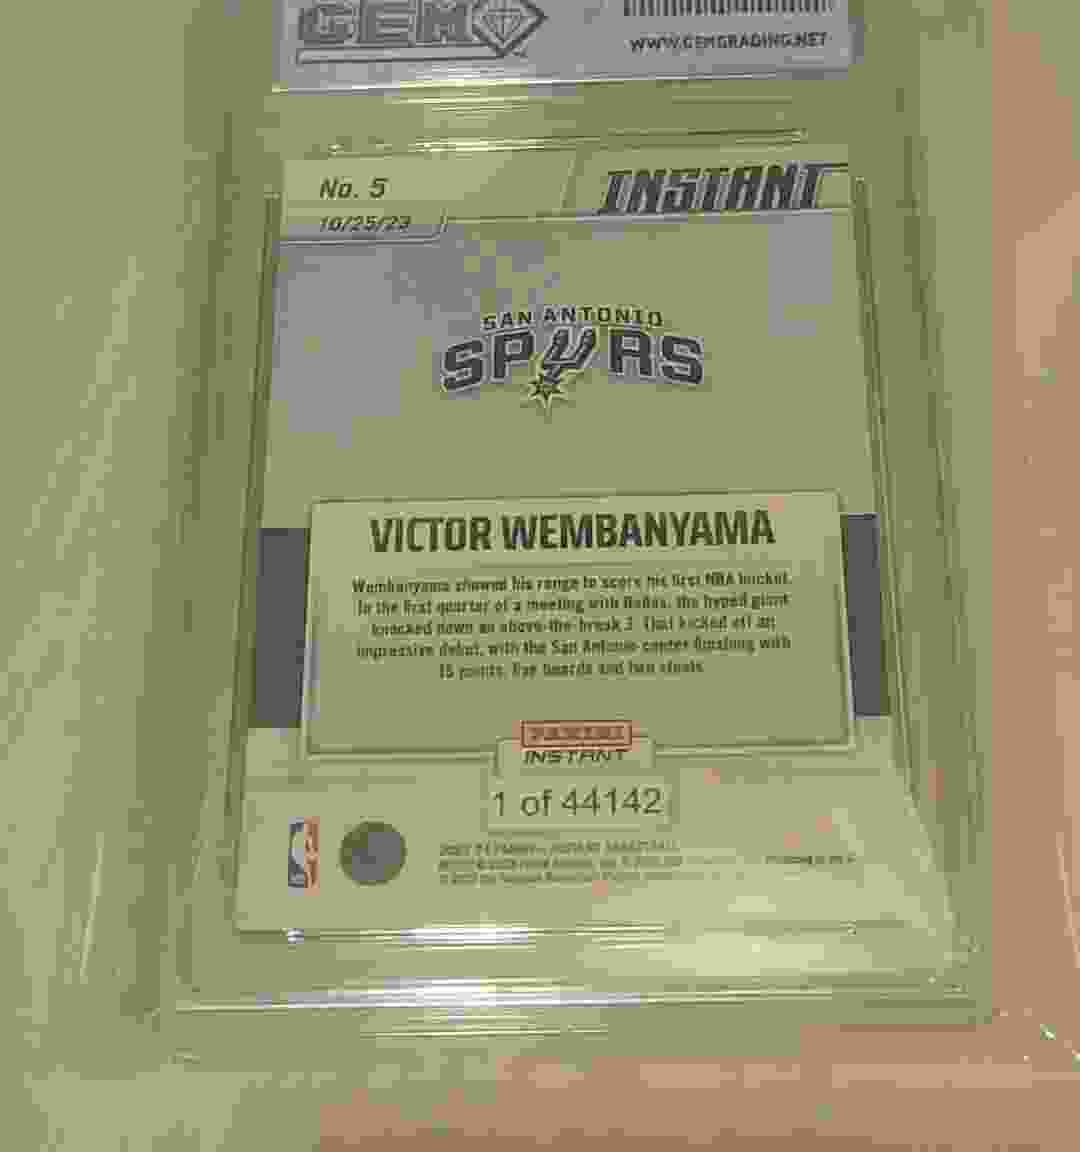 GEM
WWW.GEMGRADING.NET
No. 5
INSTANT
10/25/23
SAN ANTONIO
SPURS
VICTOR WEMBANYAMA
Wembanyama showed his range to score his first NBA bucket.
In the first quarter of a meeting with Dallas, the hyped giant
knocked down an above-the-break 3. That kicked off an
impressive debut, with the San Antonio center finishing with
15 points, five boards and two steals.
PANINI
INSTANT
1 of 44142